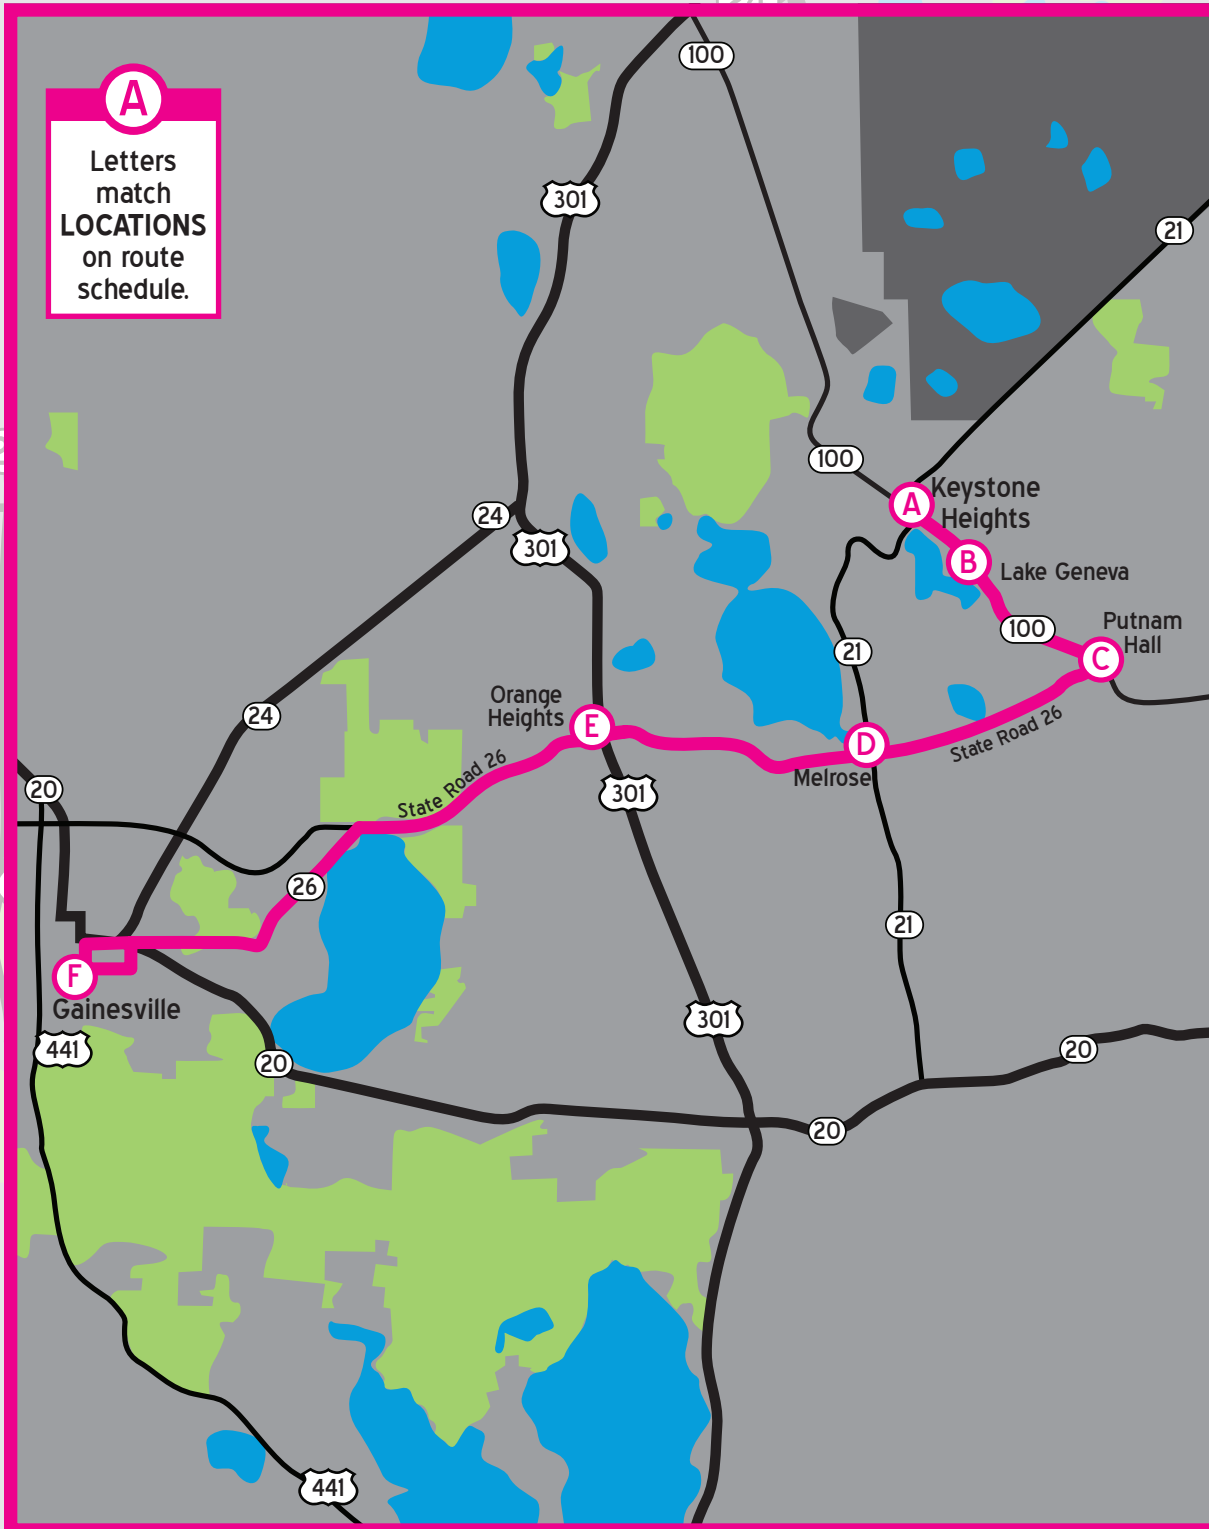 100
A
Letters
match
LOCATIONS
on route
schedule.
301
21
100
Keystone
Heights
A
24
301
B
Lake Geneva
100
Putnam
Hall
C
21
Orange
Heights
E
24
D
State Road 26
Melrose
State Road 26
301
20
26
21
F
Gainesville
301
441
20
20
20
441